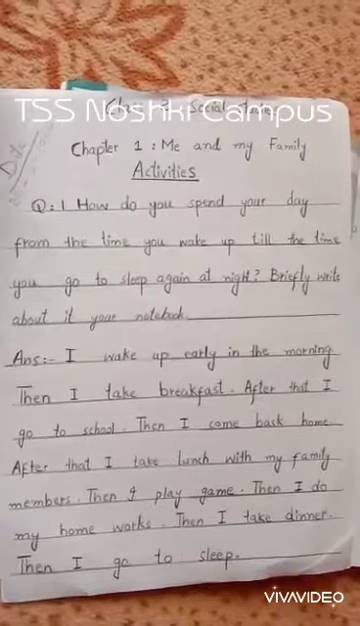 TSS Noshki Campus
Social
Date
Chapter 1 : Me and my Family
Activities
Q:1 How do you spend your day
from the time you wake up till the time
you go to sleep again at night? Briefly write
about it your notebook.
Ans:- I wake up early in the morning
Then I take breakfast. After that I
go to school. Then I come back home
After that I take lunch with my family
members. Then I play game. Then I do
my home works. Then I take dinner.
Then I go to sleep.
VIVAVIDEO